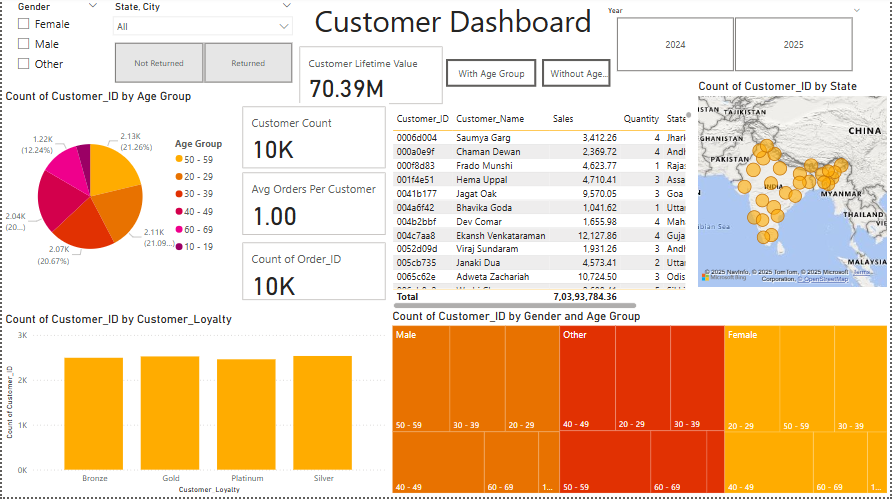 Gender
Female
Male
Other
State, City
All
Not Returned
Returned
Customer Dashboard
Year
2024
2025
Customer Lifetime Value
70.39M
With Age Group
Without Age...
Count of Customer_ID by Age Group
1.22K
(12.24%)
2.13K
(21.26%)
2.04K
(20...)
2.07K
(20.67%)
2.11K
(21.09...)
Age Group
50 - 59
20 - 29
30 - 39
40 - 49
60 - 69
10 - 19
Customer Count
10K
Avg Orders Per Customer
1.00
Count of Order_ID
10K
Customer_ID Customer_Name Sales Quantity State
0006d004 Saumya Garg 3,412.26 4 Jhark
000a0e9f Chaman Dewan 2,369.72 4 Andl
000f8d83 Frado Munshi 4,623.77 1 Rajas
001f4e51 Hema Uppal 4,710.41 3 Assa
0041b177 Jagat Oak 9,570.05 3 Goa
004a6f42 Bhavika Goda 1,041.62 1 Uttar
004b2bbf Dev Comar 1,655.98 4 Mah
004c7aa8 Ekansh Venkataraman 12,127.86 4 Guja
0052d09d Viraj Sundaram 1,931.26 3 Andl
005cb735 Janaki Dua 4,573.41 2 Uttar
0065c62e Adweta Zachariah 10,724.50 3 Odis
Total 7,03,93,784.36
Count of Customer_ID by State
ISTAN
TAJIKISTAN
CHINA
GHANISTAN
PAKISTAN
INDIA
MYANMAR
THAILAND
bian Sea
MALAYSIA
Microsoft Bing
© 2025 NavInfo, © 2025 TomTom, © 2025 Microsoft Terms...
Corporation, © OpenStreetMap
Count of Customer_ID by Customer_Loyalty
Count of Customer_ID
3K
2K
1K
0K
Bronze
Gold
Platinum
Silver
Customer_Loyalty
Count of Customer_ID by Gender and Age Group
Male
50 - 59
30 - 39
20 - 29
40 - 49
60 - 69
1...
Other
40 - 49
20 - 29
30 - 39
50 - 59
60 - 69
1...
Female
20 - 29
50 - 59
30 - 39
40 - 49
60 - 69
1...